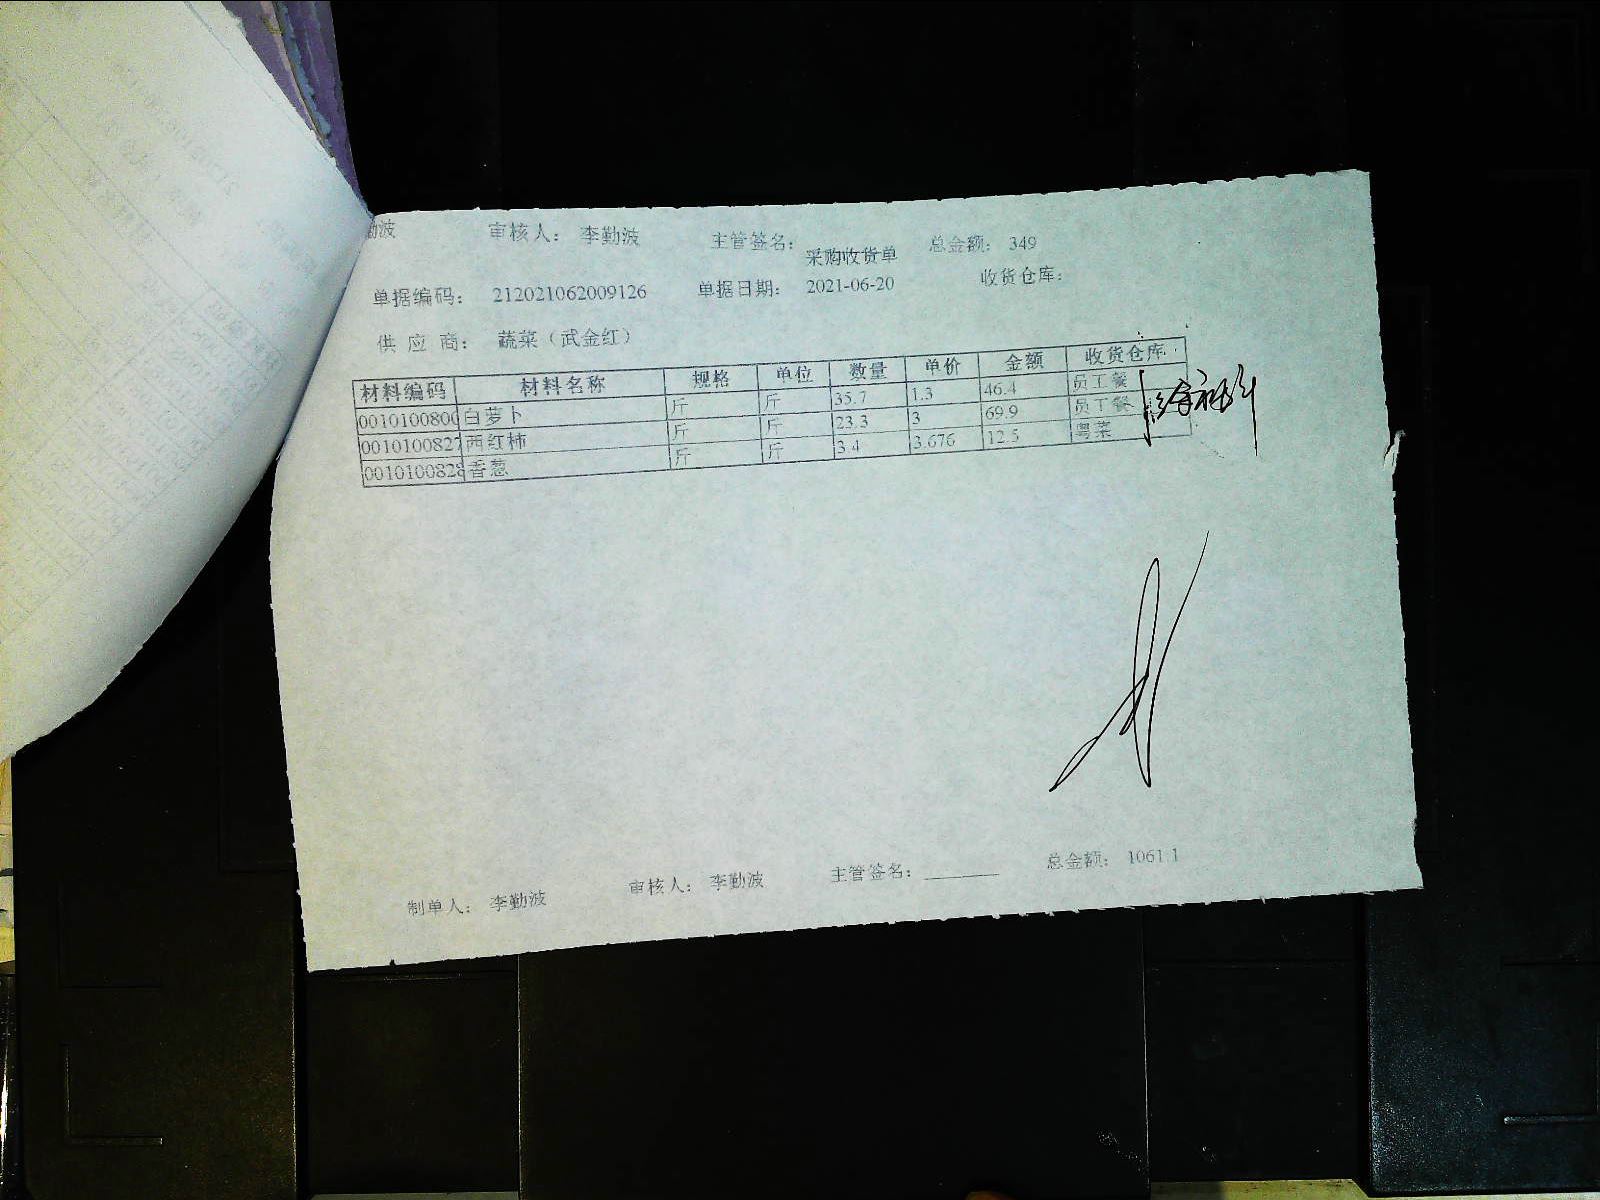 勤波 审核人： 李勤波 主管签名： 总金额： 349
采购收货单
单据编码： 212021062009126 单据日期： 2021-06-20 收货仓库：
供 应 商： 蔬菜（武金红）
材料编码 材料名称 规格 单位 数量 单价 金额 收货仓库
0010100800 白萝卜 斤 斤 35.7 1.3 46.4 员工餐
0010100827 西红柿 斤 斤 23.3 3 69.9 员工餐
0010100828 香葱 斤 斤 3.4 3.676 12.5 粤菜
制单人： 李勤波 审核人： 李勤波 主管签名： 总金额： 1061.1